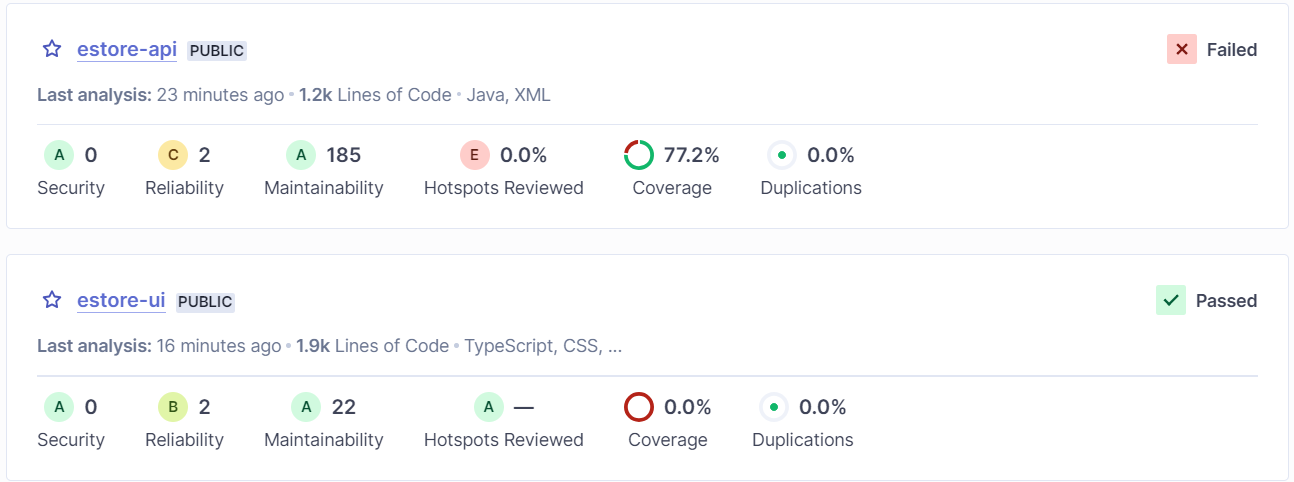 estore-api PUBLIC Failed
Last analysis: 23 minutes ago • 1.2k Lines of Code • Java, XML
A 0 C 2 A 185 E 0.0% 77.2% 0.0%
Security Reliability Maintainability Hotspots Reviewed Coverage Duplications
estore-ui PUBLIC Passed
Last analysis: 16 minutes ago • 1.9k Lines of Code • TypeScript, CSS, ...
A 0 B 2 A 22 A — 0.0% 0.0%
Security Reliability Maintainability Hotspots Reviewed Coverage Duplications